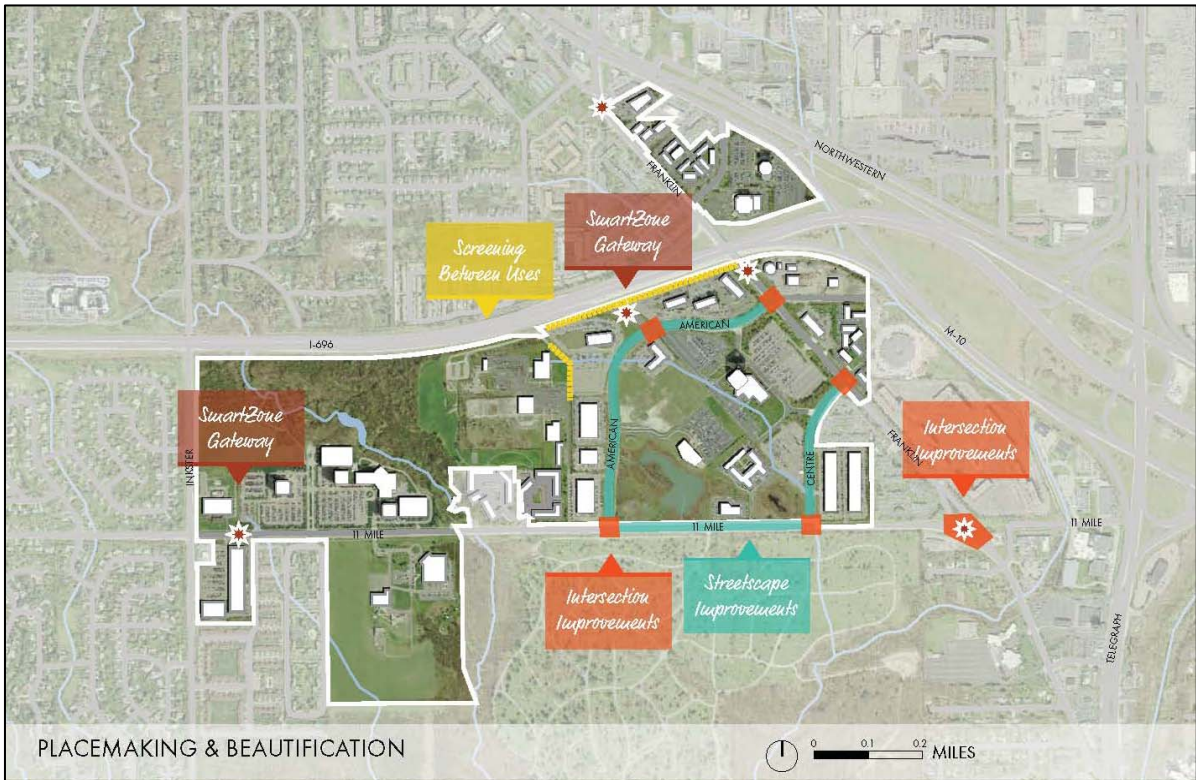 NORTHWESTERN
FRANKLIN
SmartZone
Gateway
Screening
Between Uses
AMERICAN
I-696
M-10
SmartZone
Gateway
INKSTER
AMERICAN
CENTRE
FRANKLIN
Intersection
Improvements
11 MILE
11 MILE
11 MILE
Intersection
Improvements
Streetscape
Improvements
TELEGRAPH
PLACEMAKING & BEAUTIFICATION
0 0.1 0.2
MILES